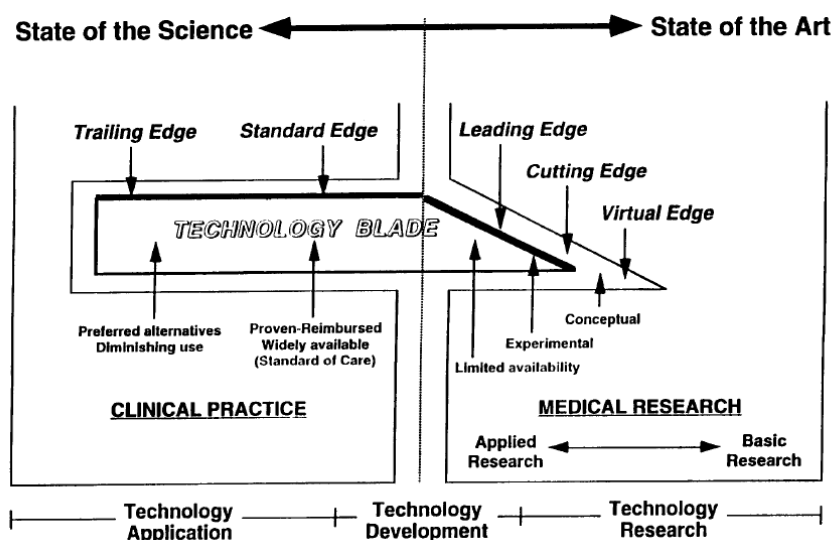 State of the Science
State of the Art
Trailing Edge
Standard Edge
Leading Edge
Cutting Edge
Virtual Edge
TECHNOLOGY BLADE
Preferred alternatives
Diminishing use
Proven-Reimbursed
Widely available
(Standard of Care)
Conceptual
Experimental
Limited availability
CLINICAL PRACTICE
MEDICAL RESEARCH
Applied
Research
Basic
Research
Technology
Application
Technology
Development
Technology
Research